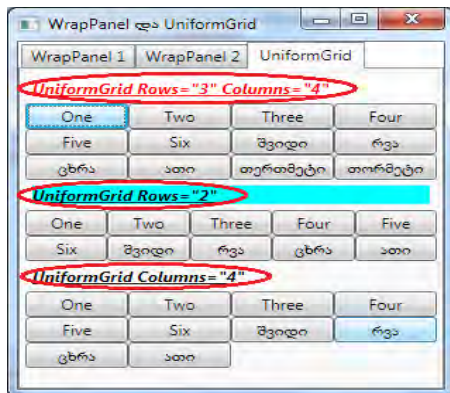 WrapPanel და UniformGrid
WrapPanel 1 WrapPanel 2 UniformGrid
UniformGrid Rows="3" Columns="4"
One Two Three Four
Five Six შვიდი რვა
ცხრა ათი თერთმეტი თორმეტი
UniformGrid Rows="2"
One Two Three Four Five
Six შვიდი რვა ცხრა ათი
UniformGrid Columns="4"
One Two Three Four
Five Six შვიდი რვა
ცხრა ათი